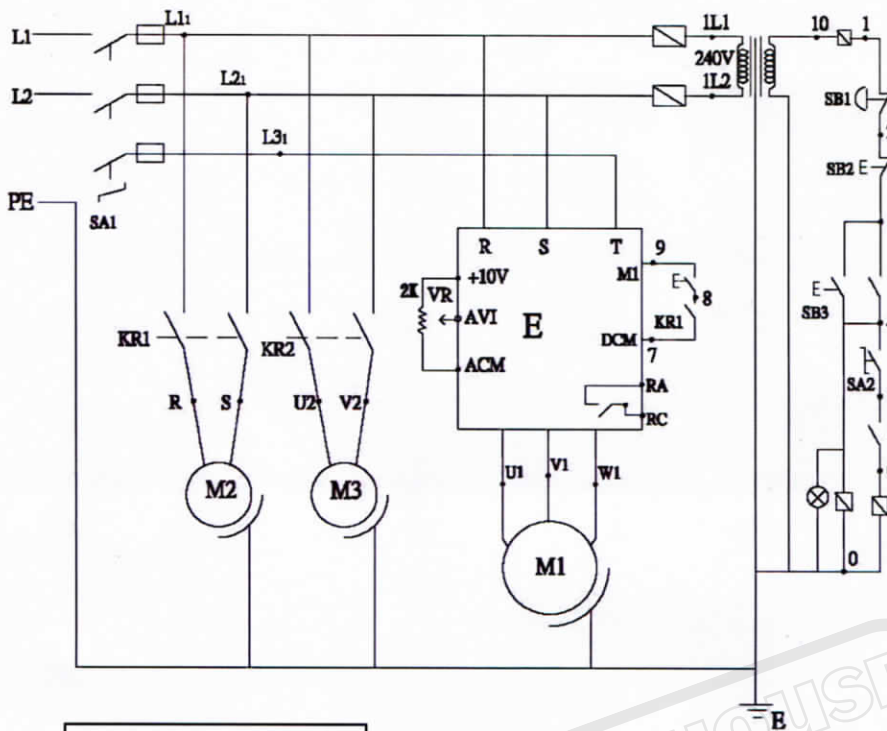 L1 L11 1L1 10 1
240V
L2 L21 1L2
SB1
L31
SB2
PE
SA1
R S T 9
+10V M1
2K VR 8
AVI E KR1 SB3
KR1 KR2 DCM
ACM 7 SA2
RA
R S U2 V2 RC
U1 V1 W1
M2 M3
0
M1
E